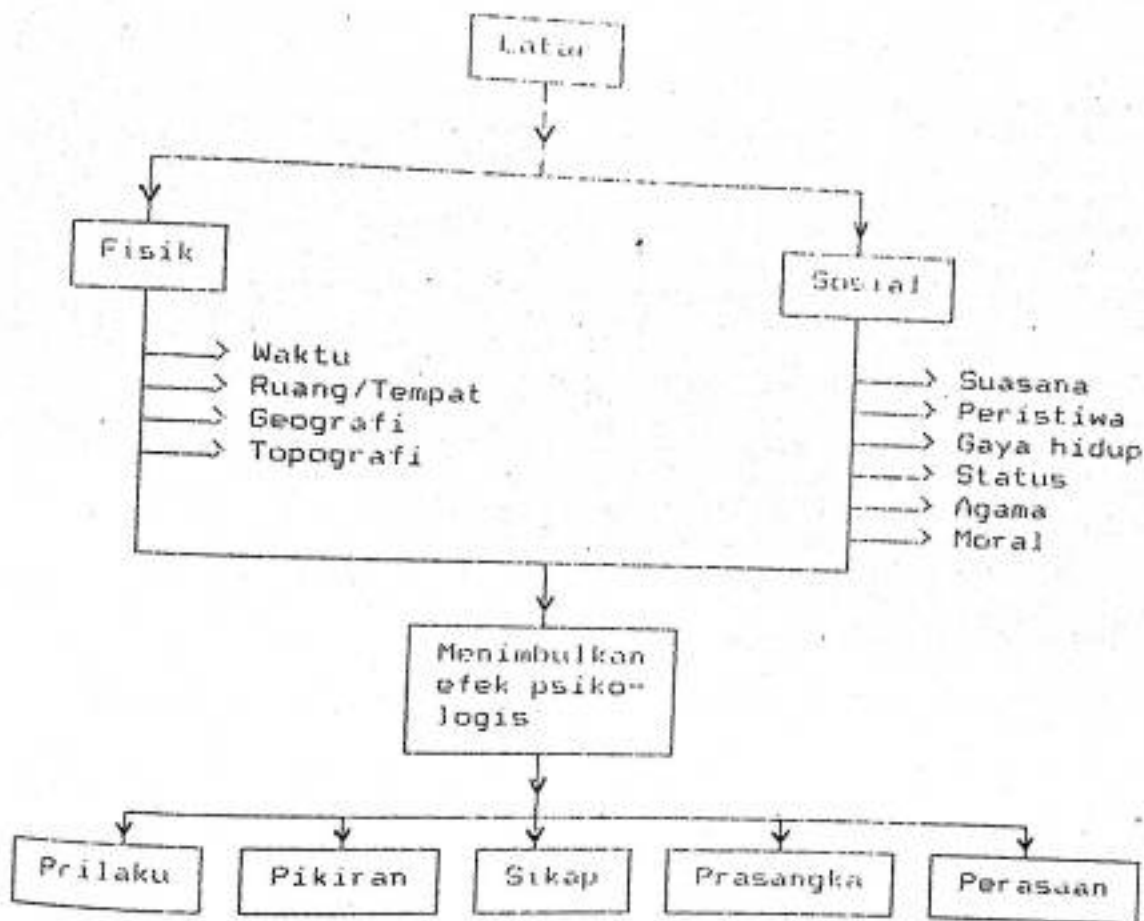 Latar
Fisik
Sosial
Waktu
Ruang/Tempat
Geografi
Topografi
Suasana
Peristiwa
Gaya hidup
Status
Agama
Moral
Menimbulkan
efek psiko-
logis
Prilaku
Pikiran
Sikap
Prasangka
Perasaan